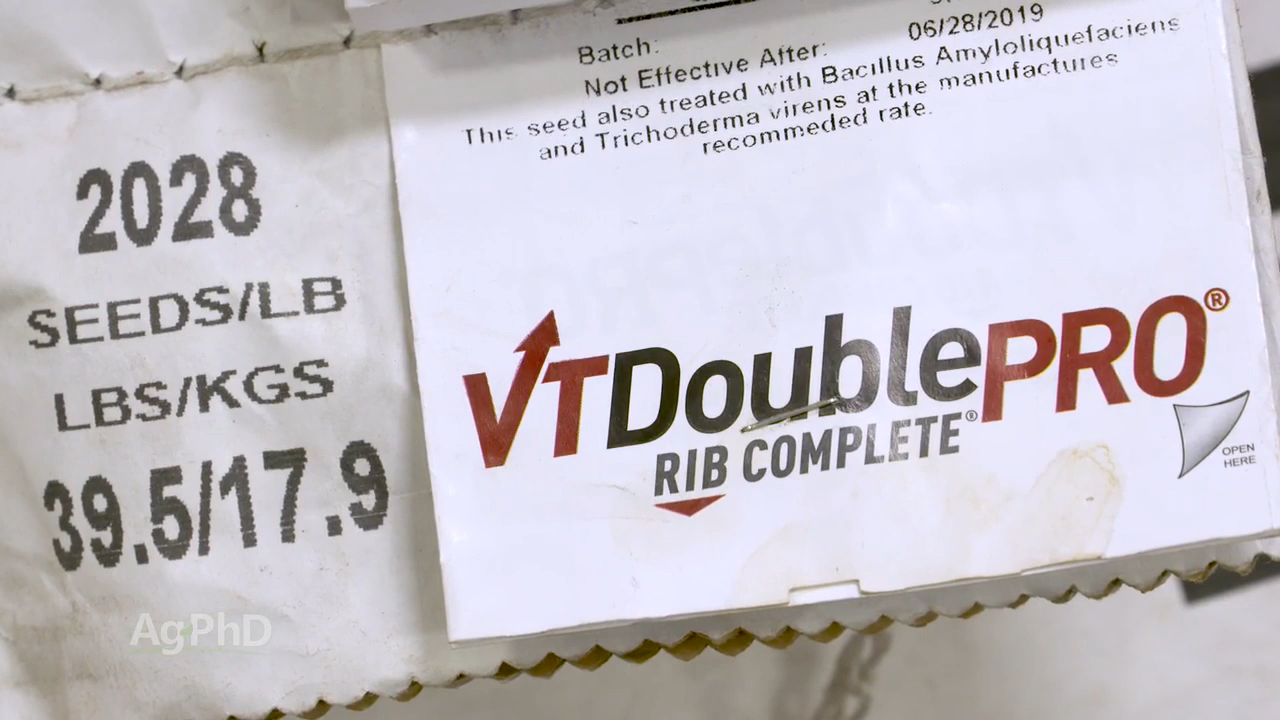 Batch:
06/28/2019
Not Effective After:
This seed also treated with Bacillus Amyloliquefaciens
and Trichoderma virens at the manufactures
recommeded rate.
2028
SEEDS/LB
LBS/KGS
39.5/17.9
VTDoublePRO®
RIB COMPLETE®
OPEN
HERE
AgPhD